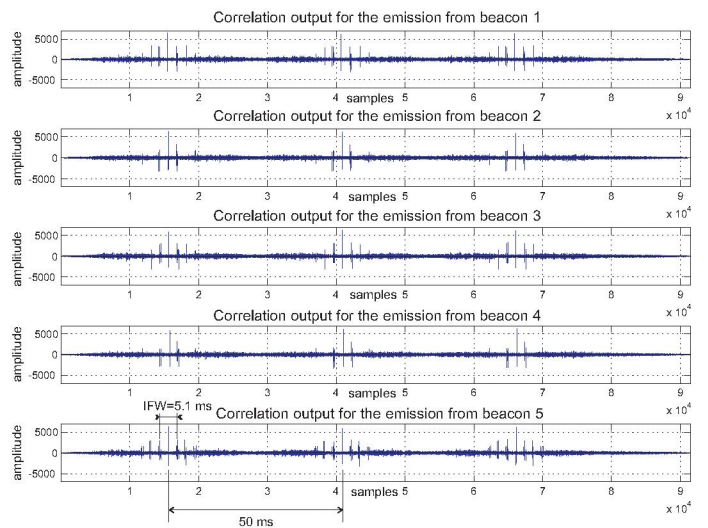 Correlation output for the emission from beacon 1
amplitude
5000
0
-5000
1 2 3 4 5 6 7 8 9
samples
x 10^4
Correlation output for the emission from beacon 2
amplitude
5000
0
-5000
1 2 3 4 5 6 7 8 9
samples
x 10^4
Correlation output for the emission from beacon 3
amplitude
5000
0
-5000
1 2 3 4 5 6 7 8 9
samples
x 10^4
Correlation output for the emission from beacon 4
amplitude
5000
0
-5000
1 2 3 4 5 6 7 8 9
samples
x 10^4
IFW=5.1 ms
Correlation output for the emission from beacon 5
amplitude
5000
0
-5000
1 2 3 4 5 6 7 8 9
samples
x 10^4
50 ms